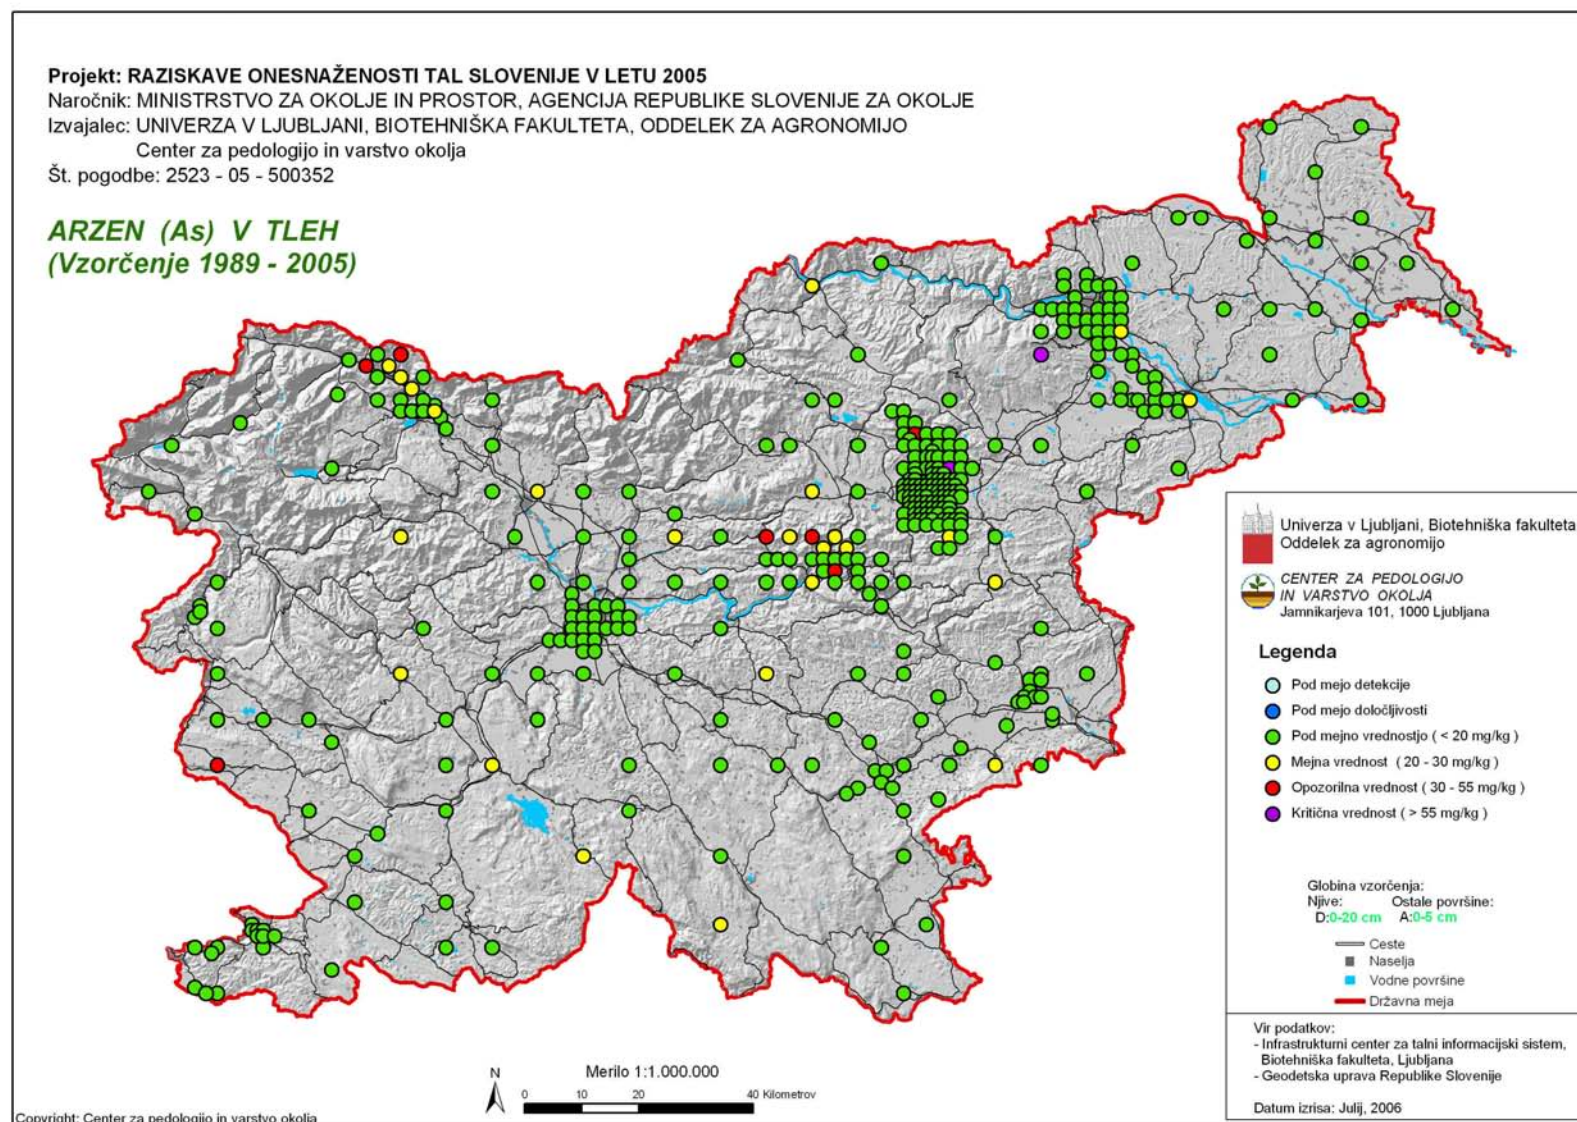 Projekt: RAZISKAVE ONESNAŽENOSTI TAL SLOVENIJE V LETU 2005
Naročnik: MINISTRSTVO ZA OKOLJE IN PROSTOR, AGENCIJA REPUBLIKE SLOVENIJE ZA OKOLJE
Izvajalec: UNIVERZA V LJUBLJANI, BIOTEHNIŠKA FAKULTETA, ODDELEK ZA AGRONOMIJO
Center za pedologijo in varstvo okolja
Št. pogodbe: 2523 - 05 - 500352
ARZEN (As) V TLEH
(Vzorčenje 1989 - 2005)
Univerza v Ljubljani, Biotehniška fakulteta
Oddelek za agronomijo
CENTER ZA PEDOLOGIJO
IN VARSTVO OKOLJA
Jamnikarjeva 101, 1000 Ljubljana
Legenda
Pod mejo detekcije
Pod mejo določljivosti
Pod mejno vrednostjo ( < 20 mg/kg )
Mejna vrednost ( 20 - 30 mg/kg )
Opozorilna vrednost ( 30 - 55 mg/kg )
Kritična vrednost ( > 55 mg/kg )
Globina vzorčenja:
Njive: Ostale površine:
D:0-20 cm A:0-5 cm
Ceste
Naselja
Vodne površine
Državna meja
Vir podatkov:
- Infrastrukturni center za talni informacijski sistem,
Biotehniška fakulteta, Ljubljana
- Geodetska uprava Republike Slovenije
Datum izrisa: Julij, 2006
N
Merilo 1:1.000.000
0 10 20 40 Kilometrov
Copyright: Center za pedologijo in varstvo okolja